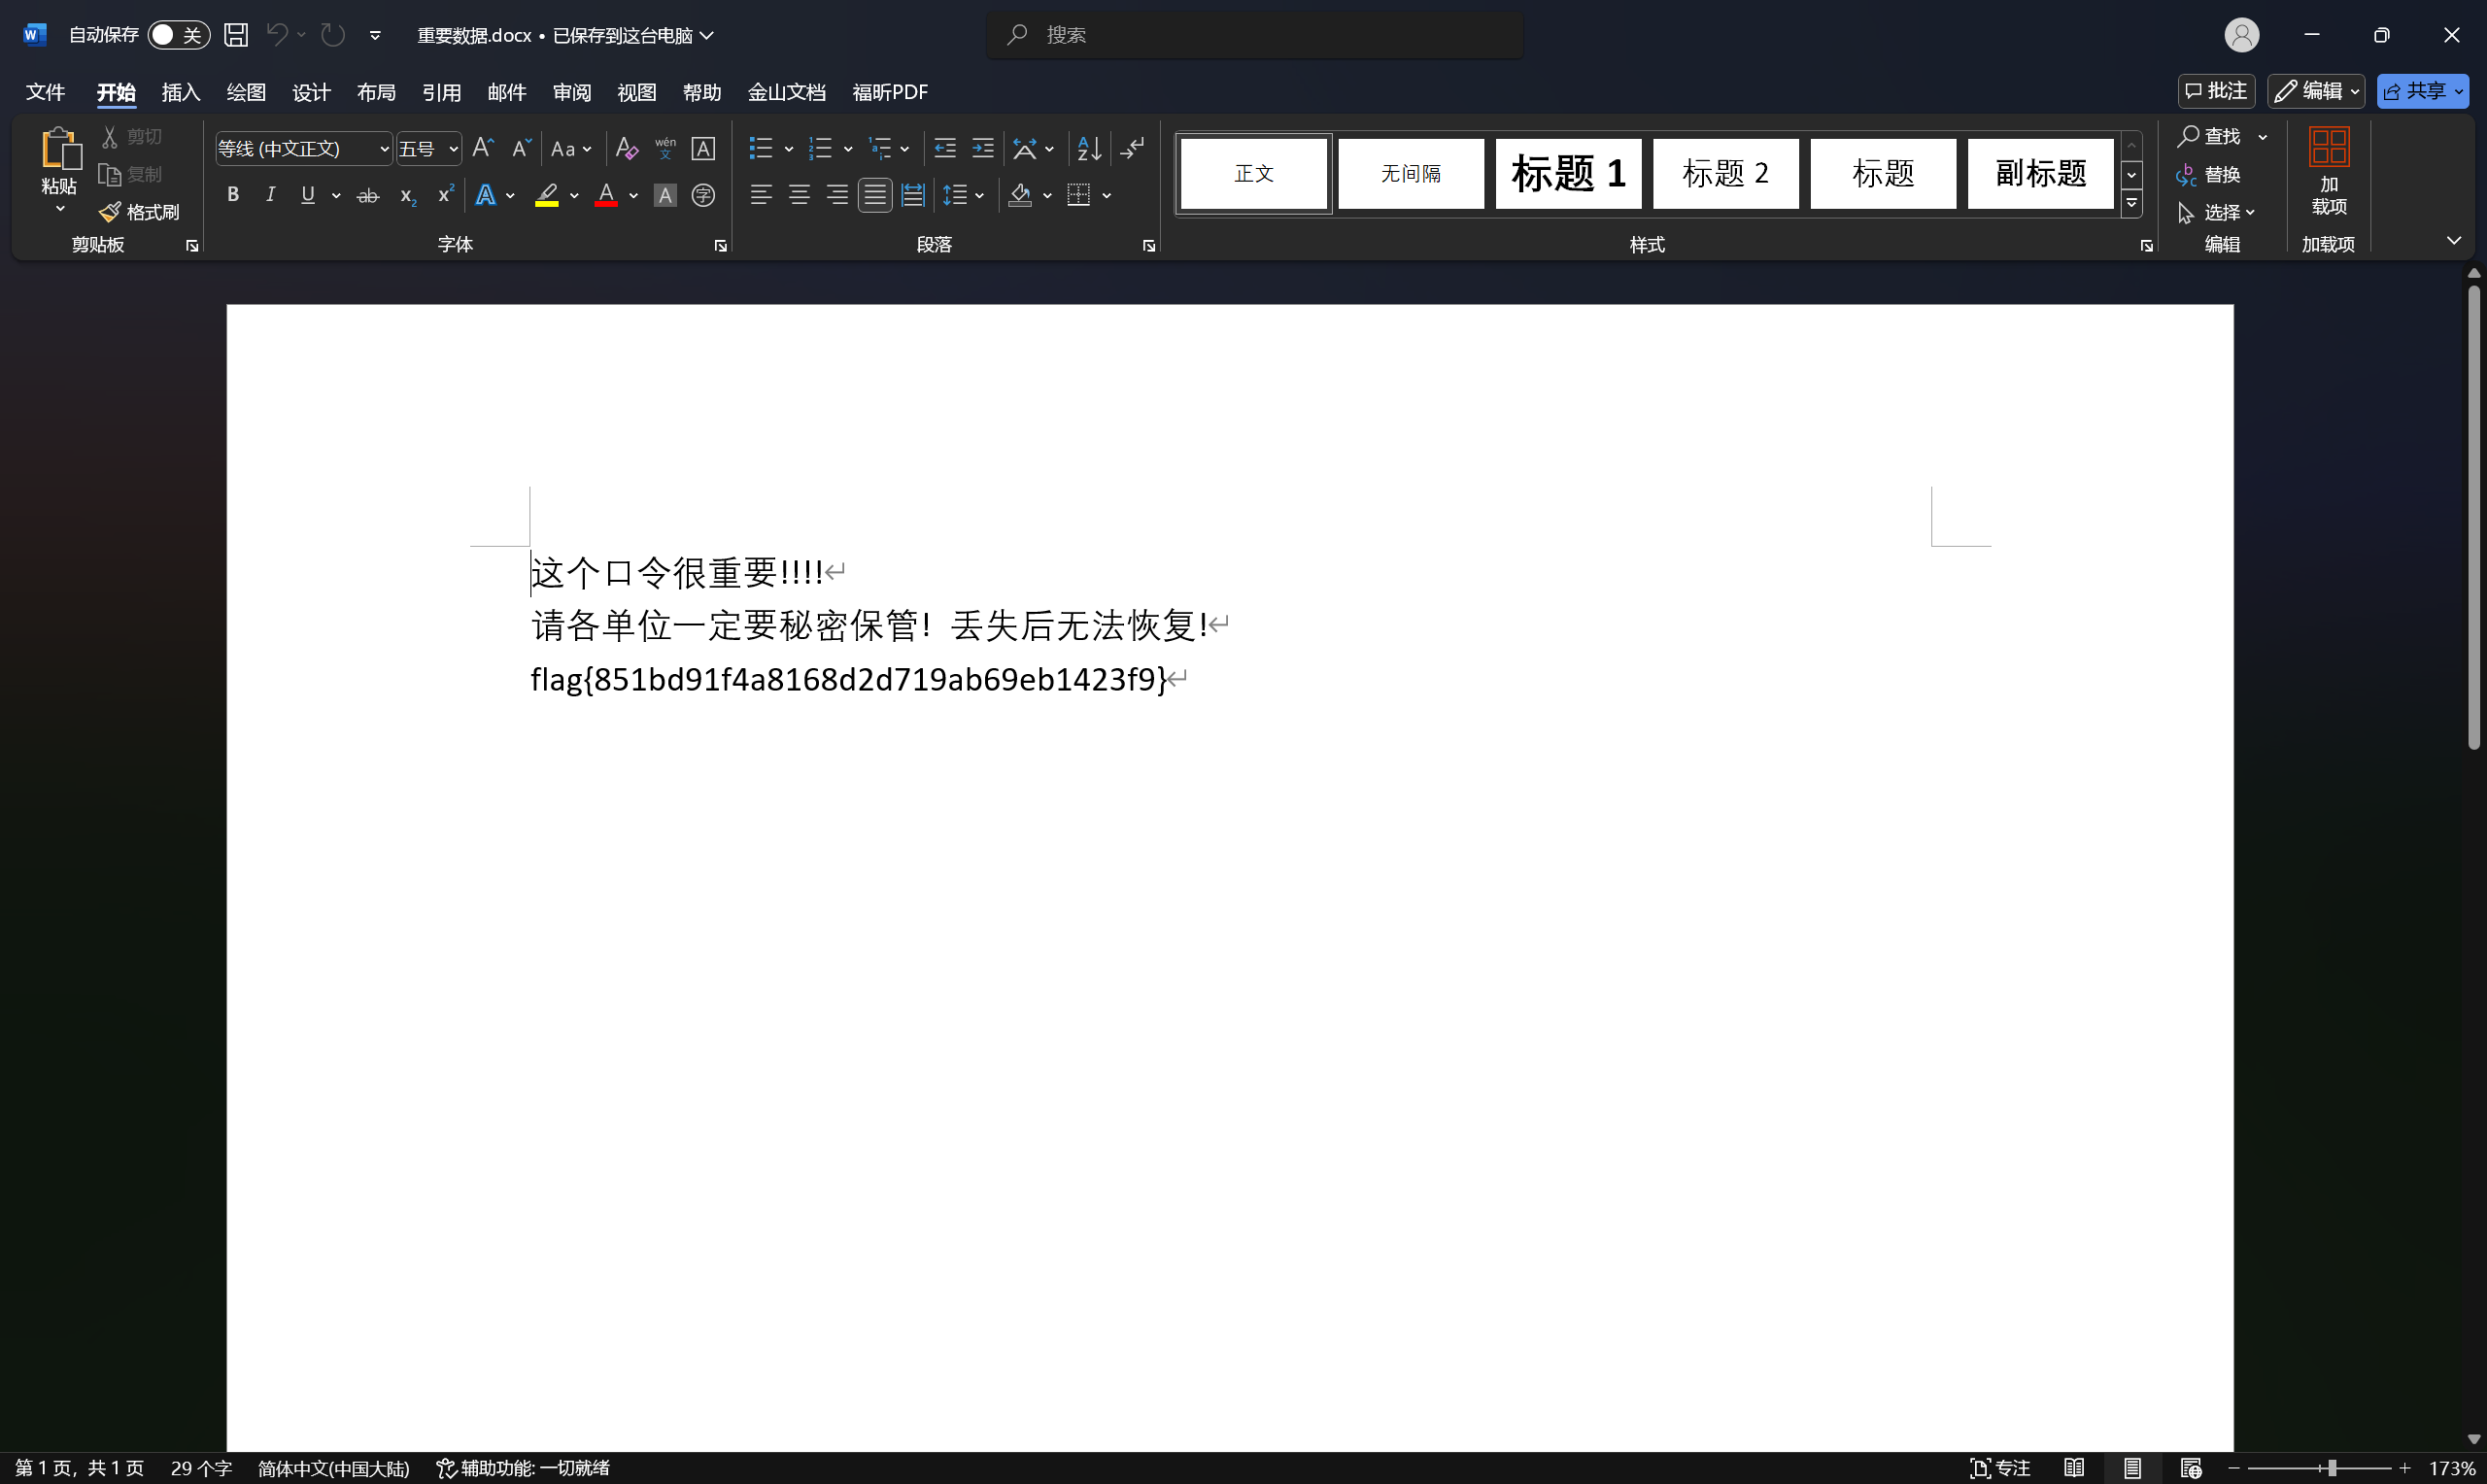 自动保存 关 重要数据.docx • 已保存到这台电脑 搜索
文件 开始 插入 绘图 设计 布局 引用 邮件 审阅 视图 帮助 金山文档 福昕PDF 批注 编辑 共享
粘贴 剪切 复制 格式刷
剪贴板
等线 (中文正文) 五号 Aa wén 文 A
B I U ab x₂ x² A A A 字
字体
段落
正文 无间隔 标题 1 标题 2 标题 副标题
样式
查找
替换
选择
编辑
加
载项
加载项
这个口令很重要!!!!
请各单位一定要秘密保管! 丢失后无法恢复!
flag{851bd91f4a8168d2d719ab69eb1423f9}
第 1 页，共 1 页 29 个字 简体中文(中国大陆) 辅助功能: 一切就绪 专注 173%